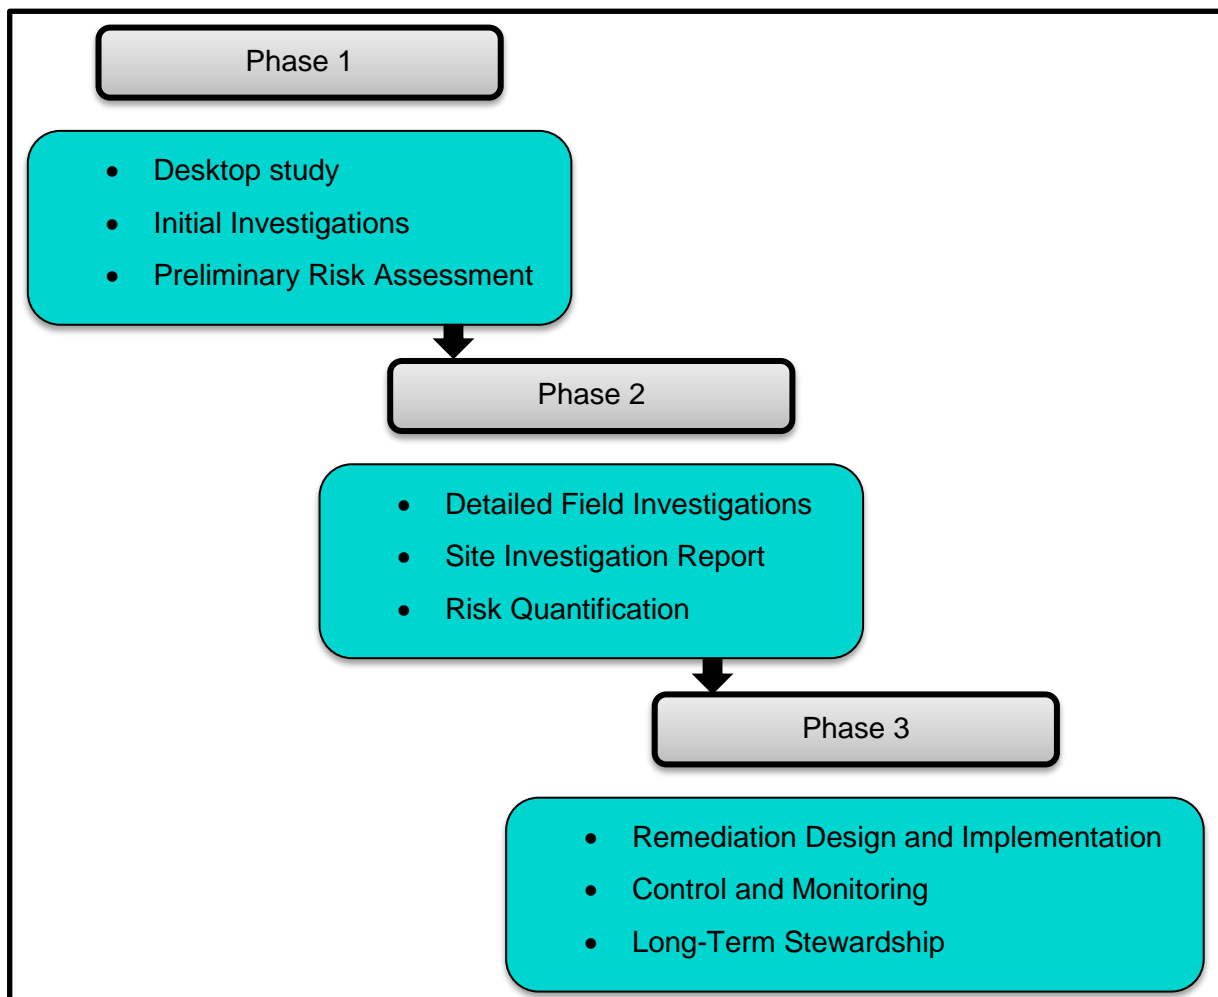 Phase 1
• Desktop study
• Initial Investigations
• Preliminary Risk Assessment
Phase 2
• Detailed Field Investigations
• Site Investigation Report
• Risk Quantification
Phase 3
• Remediation Design and Implementation
• Control and Monitoring
• Long-Term Stewardship